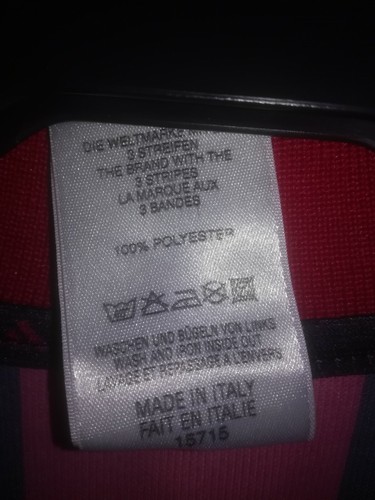 DIE WELTMARKE
3 STREIFEN
THE BRAND WITH THE
3 STRIPES
LA MARQUE AUX
3 BANDES
100% POLYESTER
WASCHEN UND BÜGELN VON LINKS
WASH AND IRON INSIDE OUT
LAVAGE ET REPASSAGE A L'ENVERS
MADE IN ITALY
FAIT EN ITALIE
15715